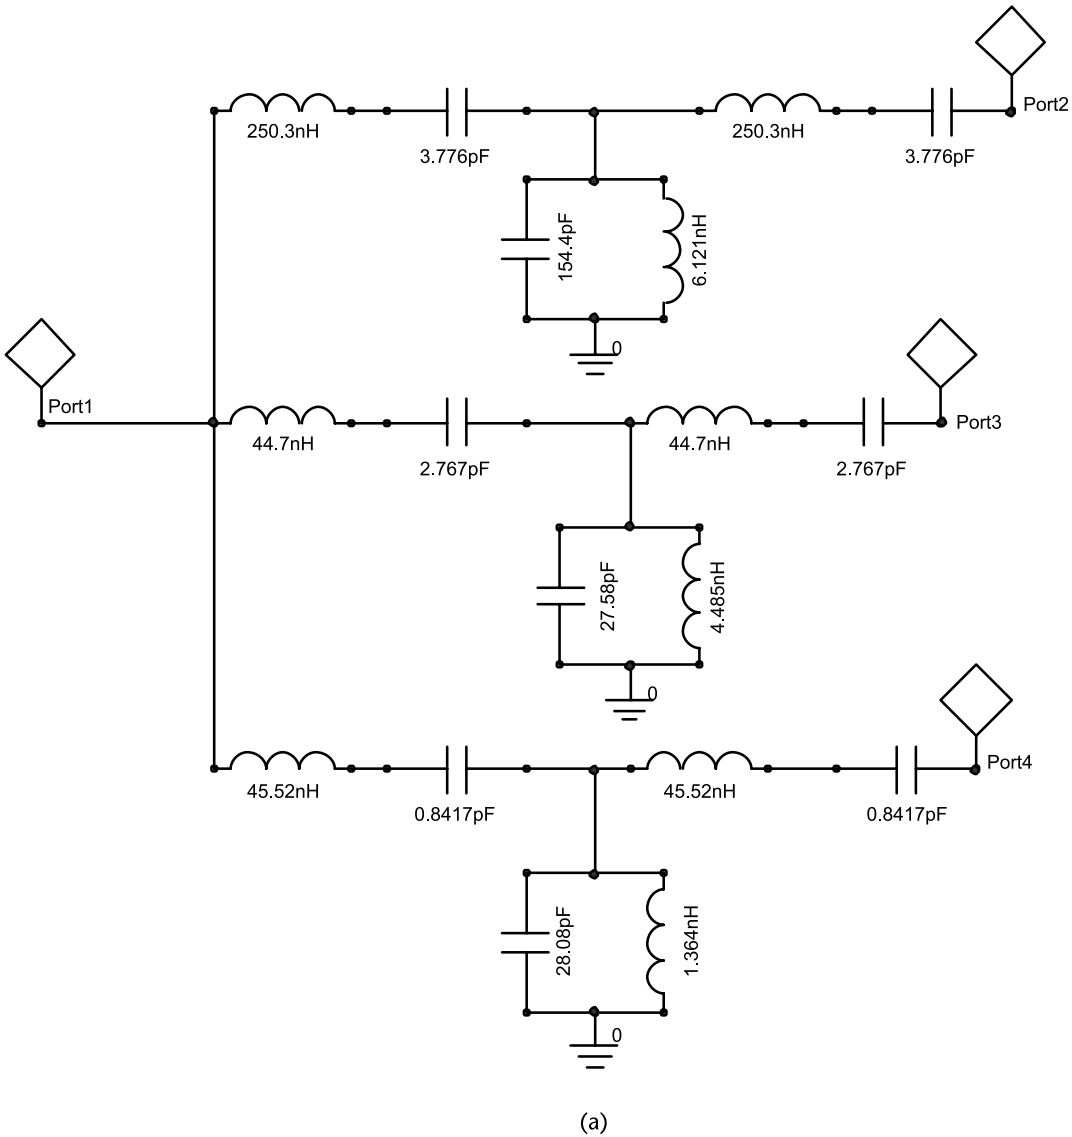 Port2
250.3nH
250.3nH
3.776pF
3.776pF
154.4pF
6.121nH
0
Port1
Port3
44.7nH
44.7nH
2.767pF
2.767pF
27.58pF
4.485nH
0
Port4
45.52nH
45.52nH
0.8417pF
0.8417pF
28.08pF
1.364nH
0
(a)